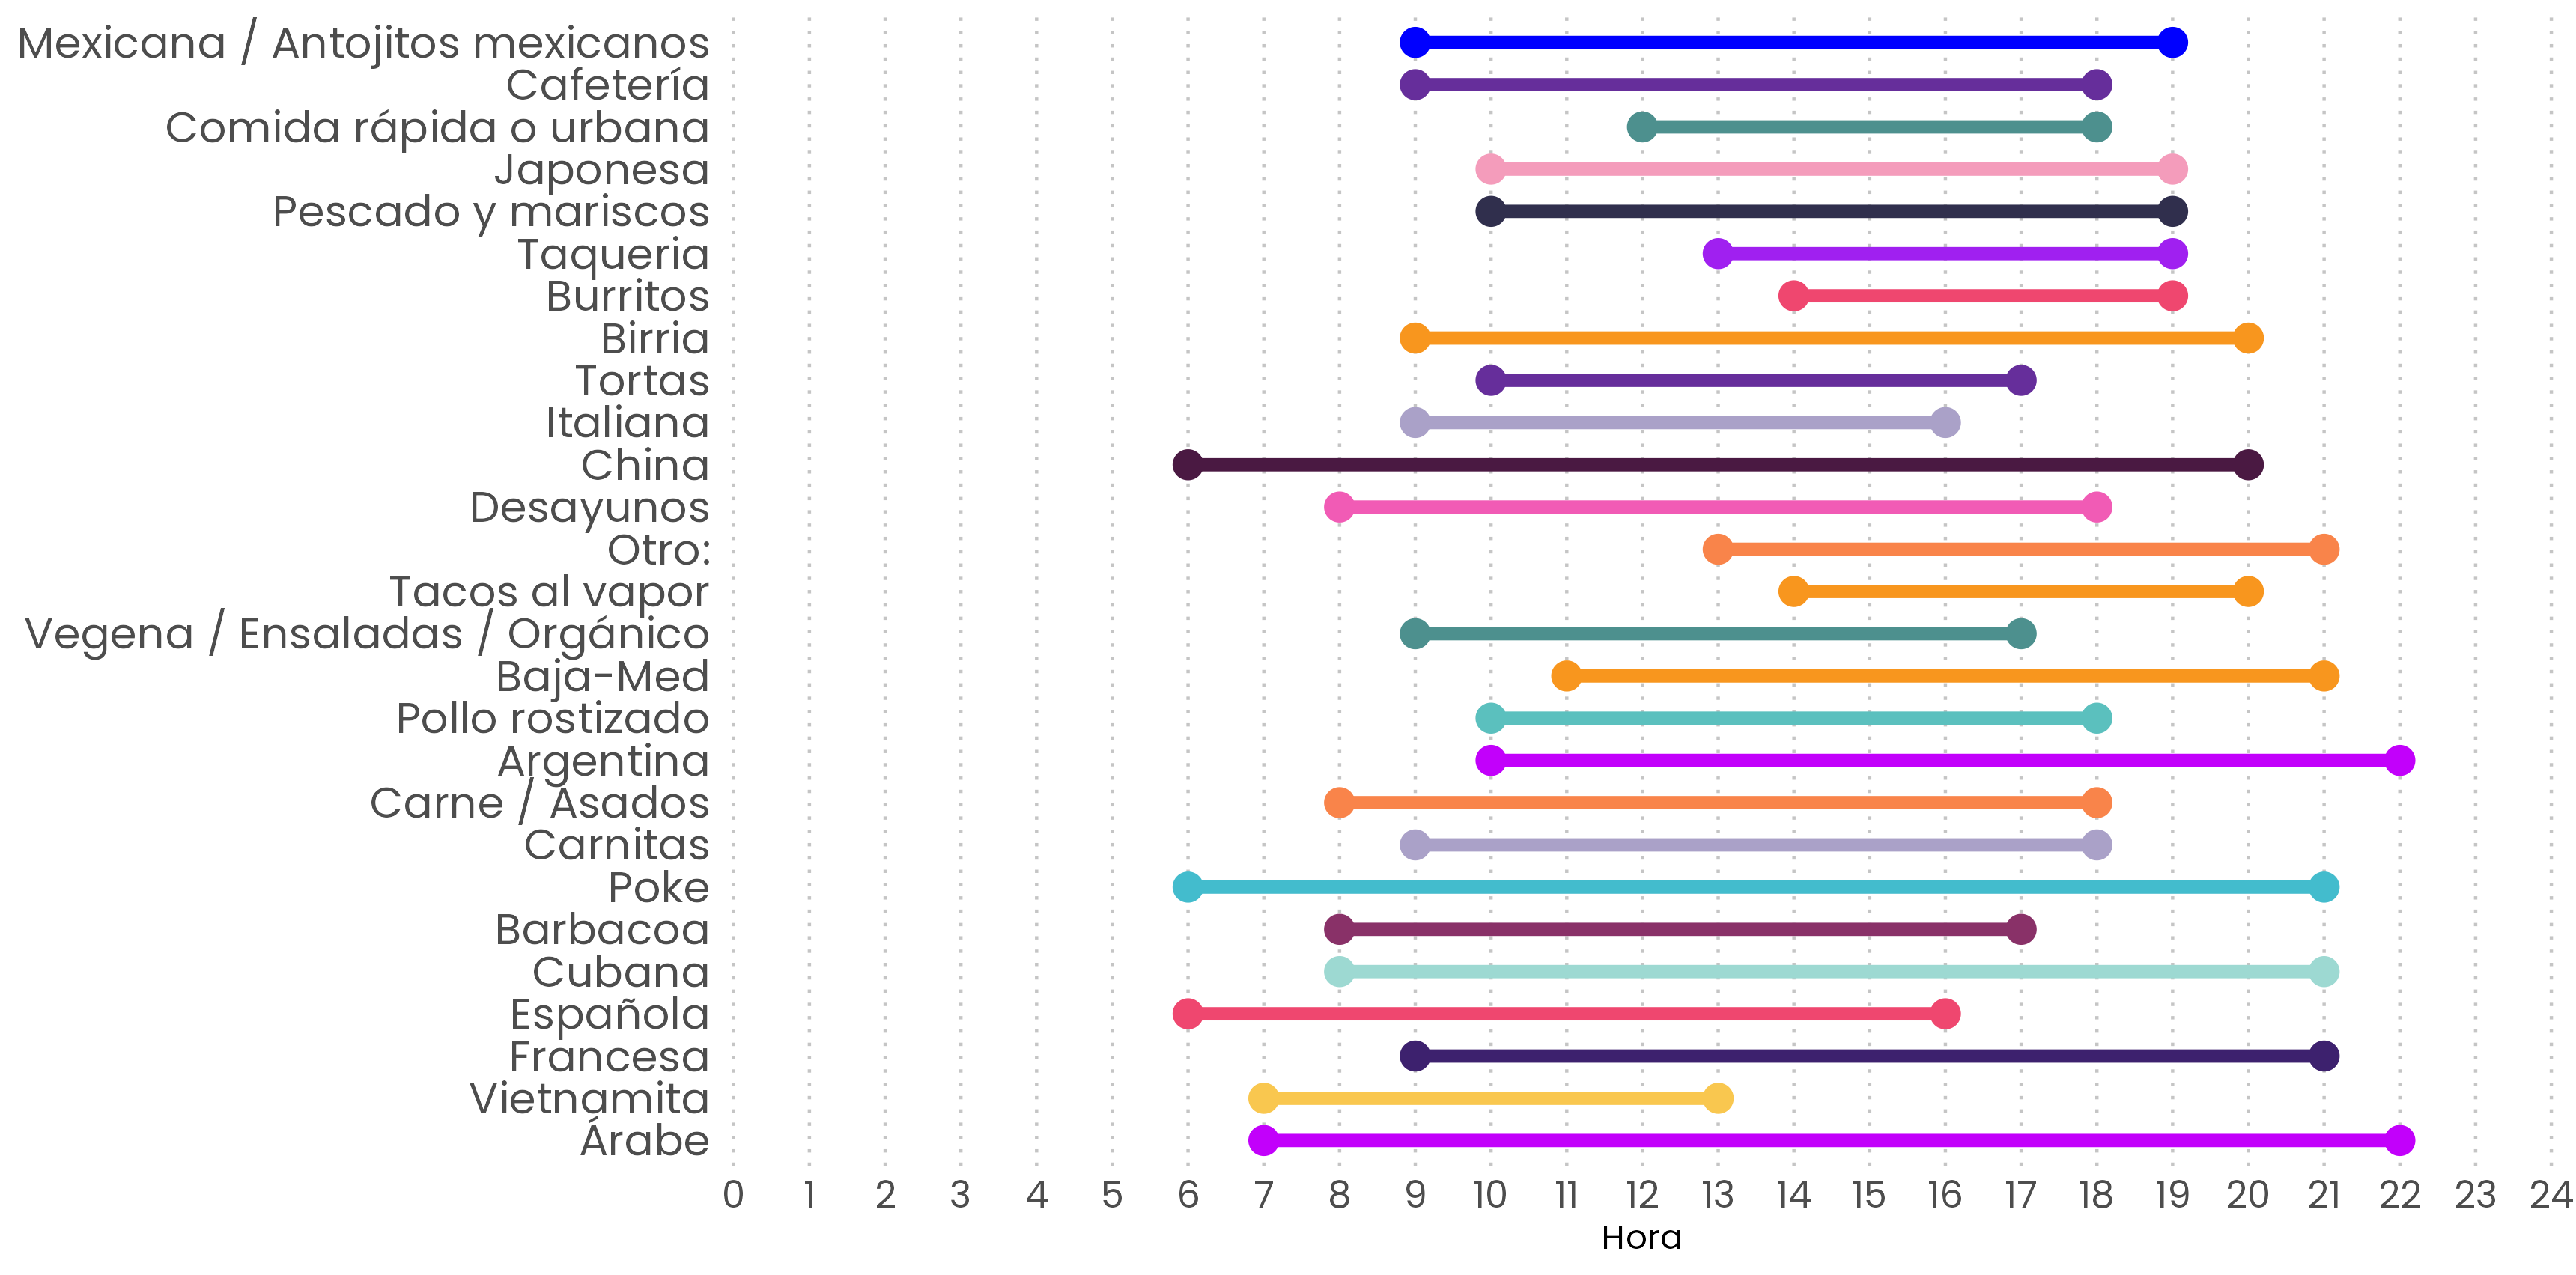 Mexicana / Antojitos mexicanos
Cafetería
Comida rápida o urbana
Japonesa
Pescado y mariscos
Taqueria
Burritos
Birria
Tortas
Italiana
China
Desayunos
Otro:
Tacos al vapor
Vegena / Ensaladas / Orgánico
Baja-Med
Pollo rostizado
Argentina
Carne / Asados
Carnitas
Poke
Barbacoa
Cubana
Española
Francesa
Vietnamita
Árabe
0 1 2 3 4 5 6 7 8 9 10 11 12 13 14 15 16 17 18 19 20 21 22 23 24
Hora